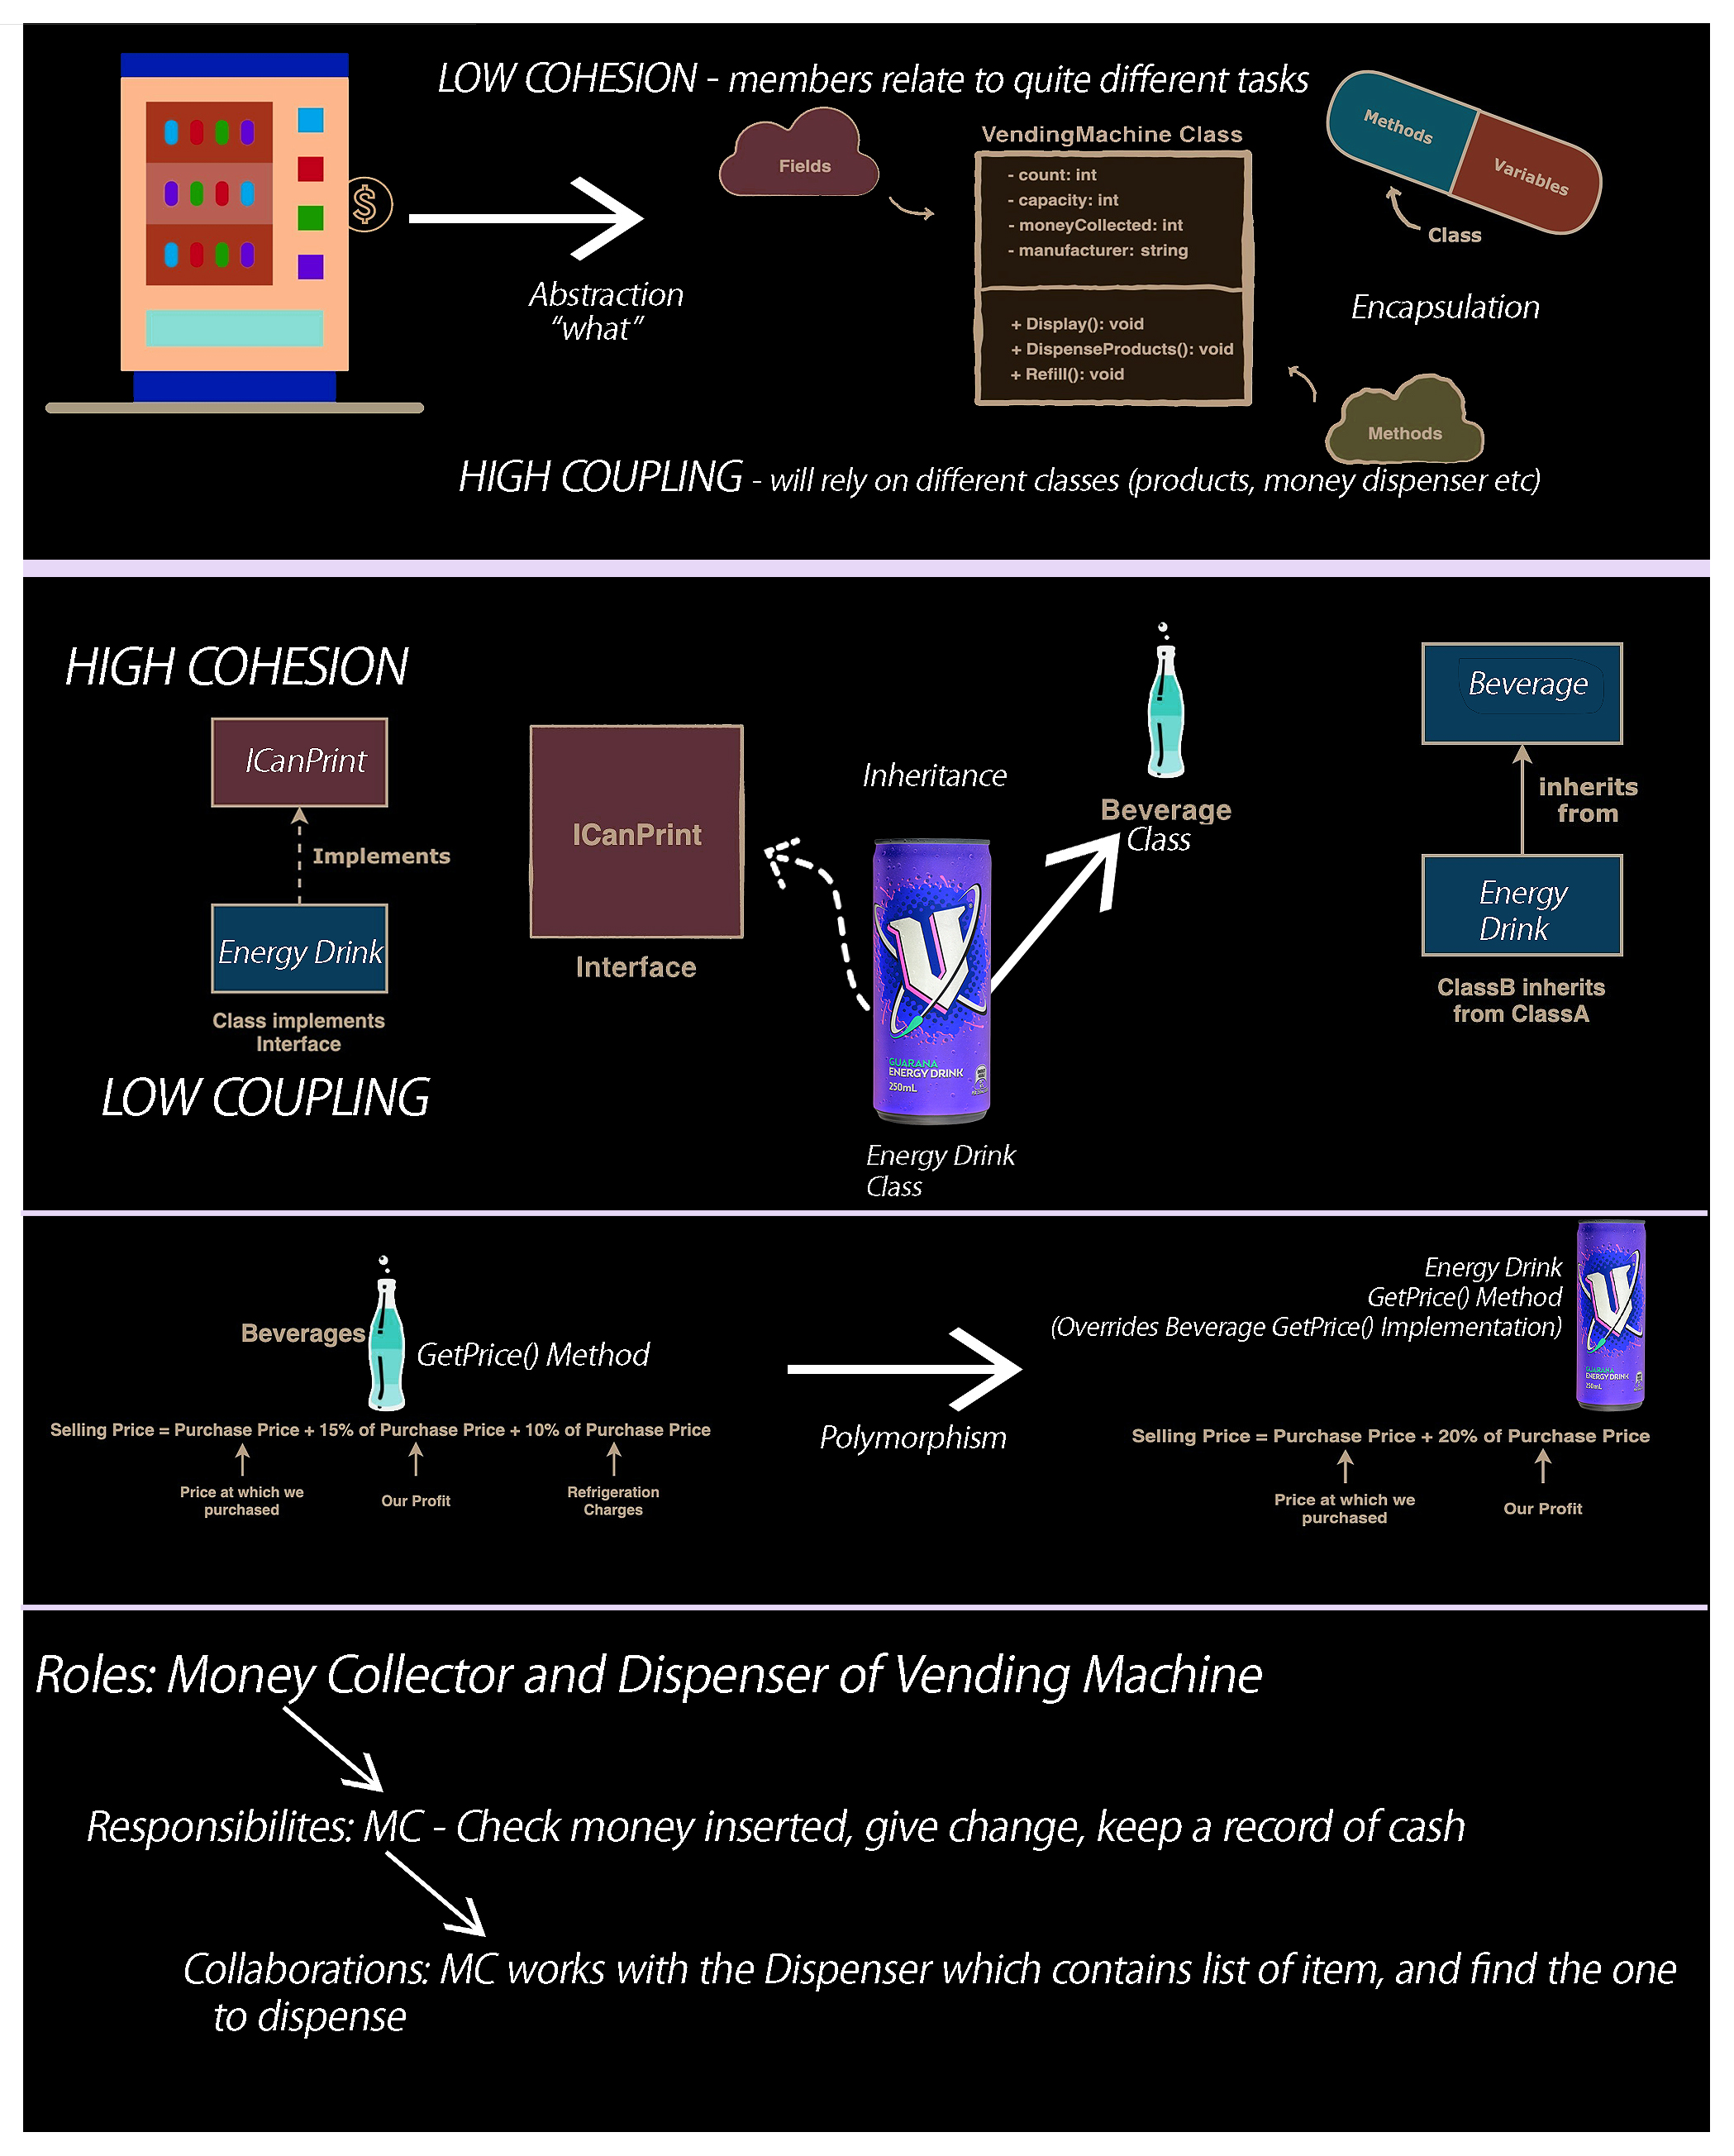 LOW COHESION - members relate to quite different tasks
Fields
VendingMachine Class
- count: int
- capacity: int
- moneyCollected: int
- manufacturer: string
+ Display(): void
+ DispenseProducts(): void
+ Refill(): void
Methods
Variables
Class
$
Abstraction
“what”
Encapsulation
Methods
HIGH COUPLING - will rely on different classes (products, money dispenser etc)
HIGH COHESION
ICanPrint
Implements
Energy Drink
Class implements
Interface
LOW COUPLING
ICanPrint
Interface
Inheritance
Beverage
Class
V
GUARANA
ENERGY DRINK
250mL
Energy Drink
Class
Beverage
inherits
from
Energy
Drink
ClassB inherits
from ClassA
Beverages
GetPrice() Method
Selling Price = Purchase Price + 15% of Purchase Price + 10% of Purchase Price
Price at which we
purchased
Our Profit
Refrigeration
Charges
Polymorphism
Energy Drink
GetPrice() Method
(Overrides Beverage GetPrice() Implementation)
V
GUARANA
ENERGY DRINK
250mL
Selling Price = Purchase Price + 20% of Purchase Price
Price at which we
purchased
Our Profit
Roles: Money Collector and Dispenser of Vending Machine
Responsibilites: MC - Check money inserted, give change, keep a record of cash
Collaborations: MC works with the Dispenser which contains list of item, and find the one
to dispense